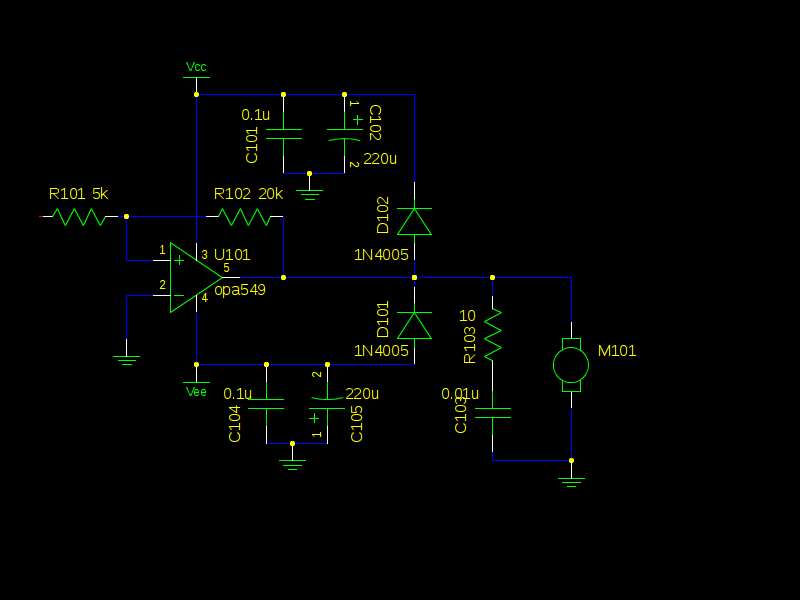 Vcc
0.1u
C101
1
+
C102
2
220u
R101 5k
R102 20k
D102
1
+
3
U101
5
1N4005
2
−
4
opa549
D101
10
R103
1N4005
M101
Vee
0.1u
C104
2
220u
+
1
C105
0.01u
C103